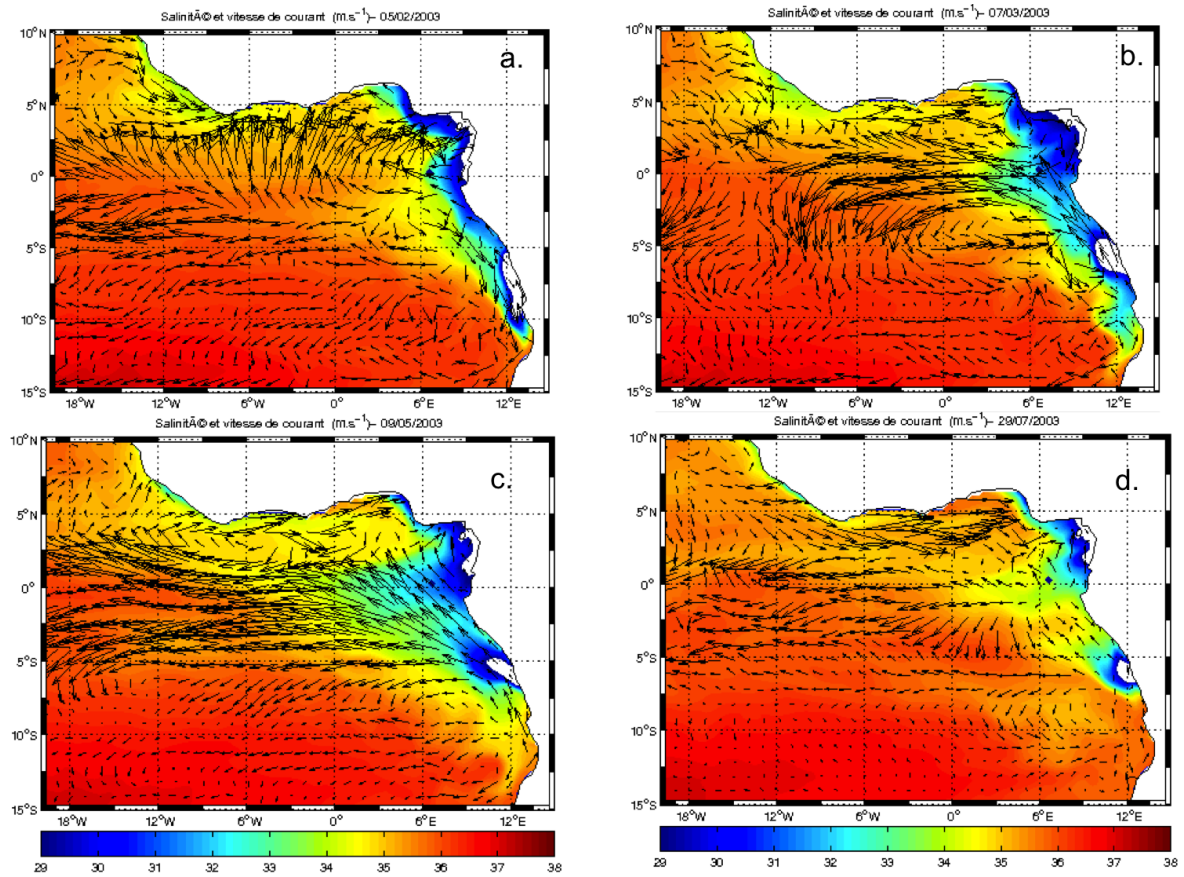 SalinitÃ© et vitesse de courant (m.s⁻¹)– 05/02/2003
a.
10°N
5°N
0°
5°S
10°S
15°S
18°W 12°W 6°W 0° 6°E 12°E
SalinitÃ© et vitesse de courant (m.s⁻¹)– 07/03/2003
b.
10°N
5°N
0°
5°S
10°S
15°S
18°W 12°W 6°W 0° 6°E 12°E
SalinitÃ© et vitesse de courant (m.s⁻¹)– 09/05/2003
c.
10°N
5°N
0°
5°S
10°S
15°S
18°W 12°W 6°W 0° 6°E 12°E
29 30 31 32 33 34 35 36 37 38
SalinitÃ© et vitesse de courant (m.s⁻¹)– 29/07/2003
d.
10°N
5°N
0°
5°S
10°S
15°S
18°W 12°W 6°W 0° 6°E 12°E
29 30 31 32 33 34 35 36 37 38